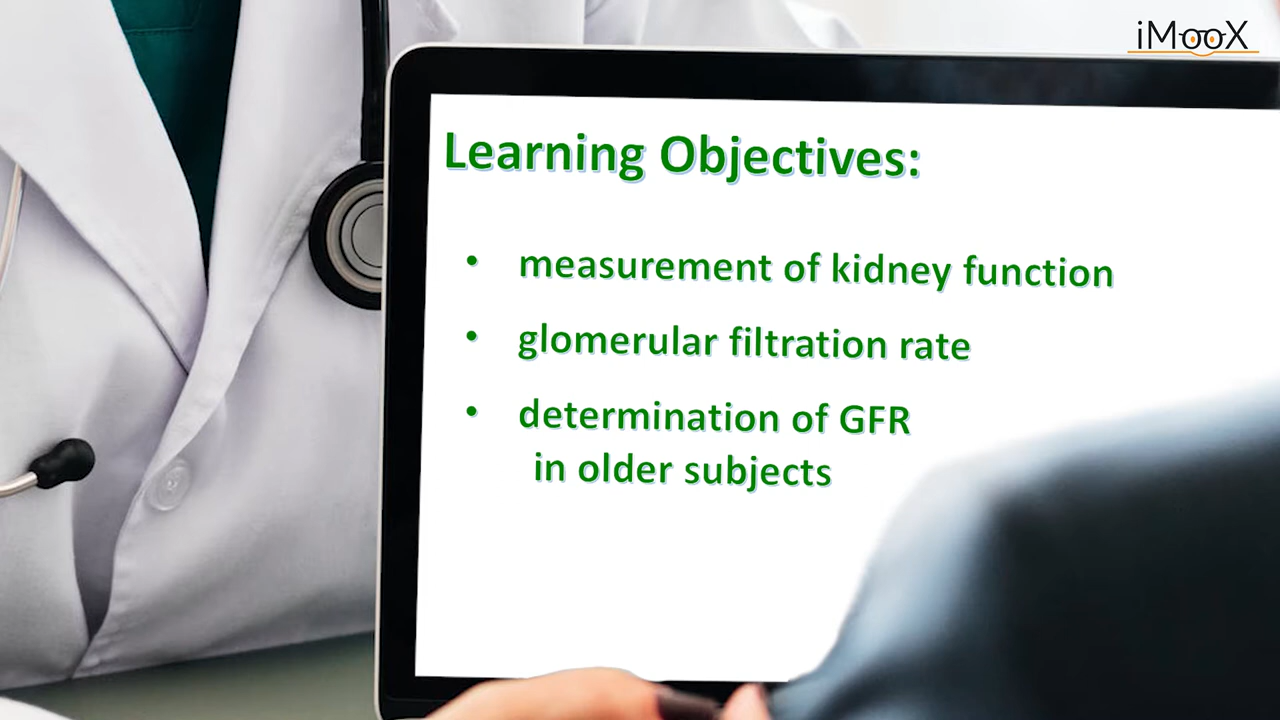 iMooX
Learning Objectives:
• measurement of kidney function
• glomerular filtration rate
• determination of GFR
in older subjects